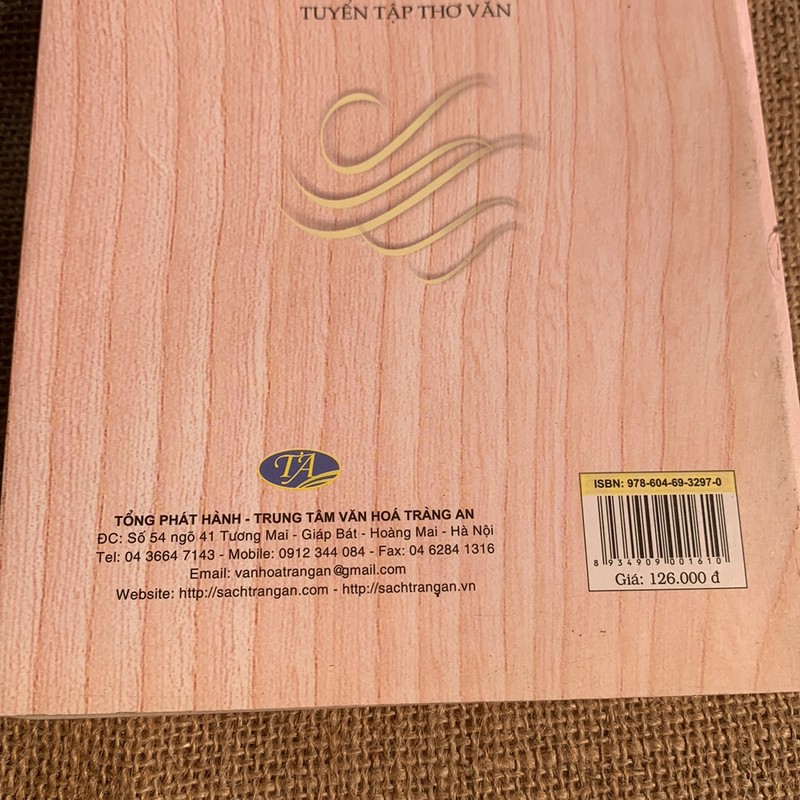 TUYỂN TẬP THƠ VĂN
TA
TỔNG PHÁT HÀNH - TRUNG TÂM VĂN HOÁ TRÀNG AN
ĐC: Số 54 ngõ 41 Tương Mai - Giáp Bát - Hoàng Mai - Hà Nội
Tel: 04 3664 7143 - Mobile: 0912 344 084 - Fax: 04 6284 1316
Email: vanhoatrangan@gmail.com
Website: http://sachtrangan.com - http://sachtrangan.vn
ISBN: 978-604-69-3297-0
8 934909 001610
Giá: 126.000 đ